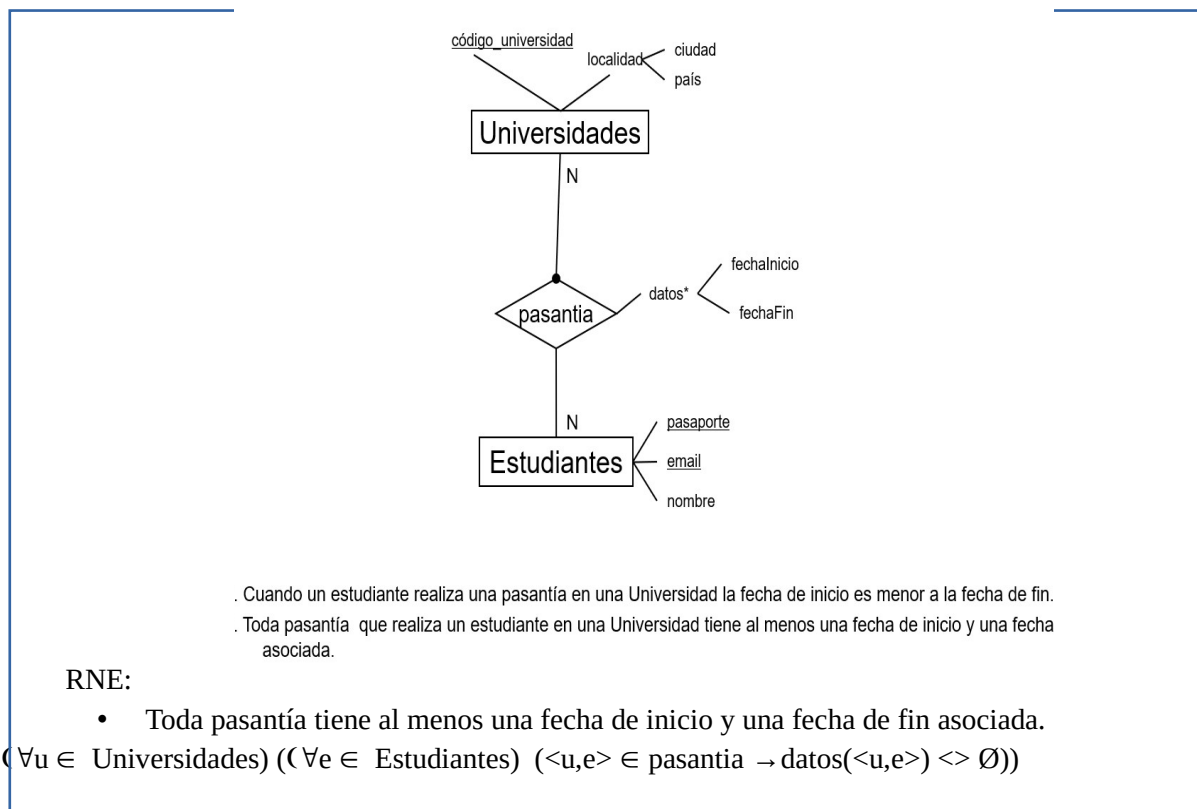 código_universidad
localidad
ciudad
país
Universidades
N
fechaInicio
datos*
fechaFin
pasantia
N
pasaporte
Estudiantes
email
nombre
. Cuando un estudiante realiza una pasantía en una Universidad la fecha de inicio es menor a la fecha de fin.
. Toda pasantía que realiza un estudiante en una Universidad tiene al menos una fecha de inicio y una fecha
asociada.
RNE:
• Toda pasantía tiene al menos una fecha de inicio y una fecha de fin asociada.
(∀u ∈ Universidades) ((∀e ∈ Estudiantes) (<u,e> ∈ pasantia →datos(<u,e>) <> Ø))